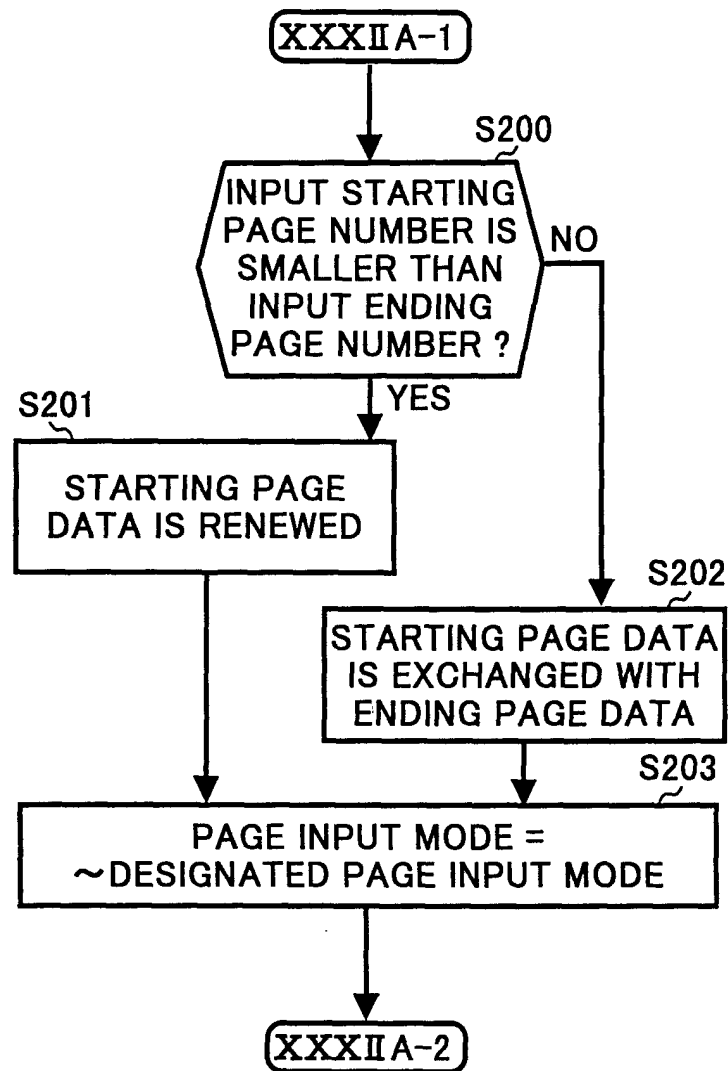 XXXⅡA-1
S200
INPUT STARTING
PAGE NUMBER IS
SMALLER THAN
INPUT ENDING
PAGE NUMBER ?
NO
YES
S201
STARTING PAGE
DATA IS RENEWED
S202
STARTING PAGE DATA
IS EXCHANGED WITH
ENDING PAGE DATA
S203
PAGE INPUT MODE =
~DESIGNATED PAGE INPUT MODE
XXXⅡA-2